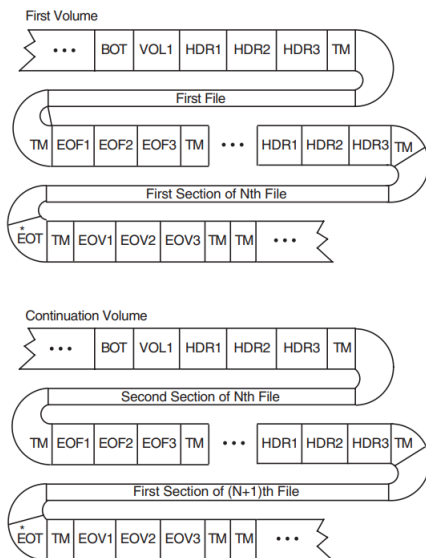 First Volume
••• BOT VOL1 HDR1 HDR2 HDR3 TM
First File
TM EOF1 EOF2 EOF3 TM ••• HDR1 HDR2 HDR3 TM
First Section of Nth File
*
EOT TM EOV1 EOV2 EOV3 TM TM •••
Continuation Volume
••• BOT VOL1 HDR1 HDR2 HDR3 TM
Second Section of Nth File
TM EOF1 EOF2 EOF3 TM ••• HDR1 HDR2 HDR3 TM
First Section of (N+1)th File
*
EOT TM EOV1 EOV2 EOV3 TM TM •••